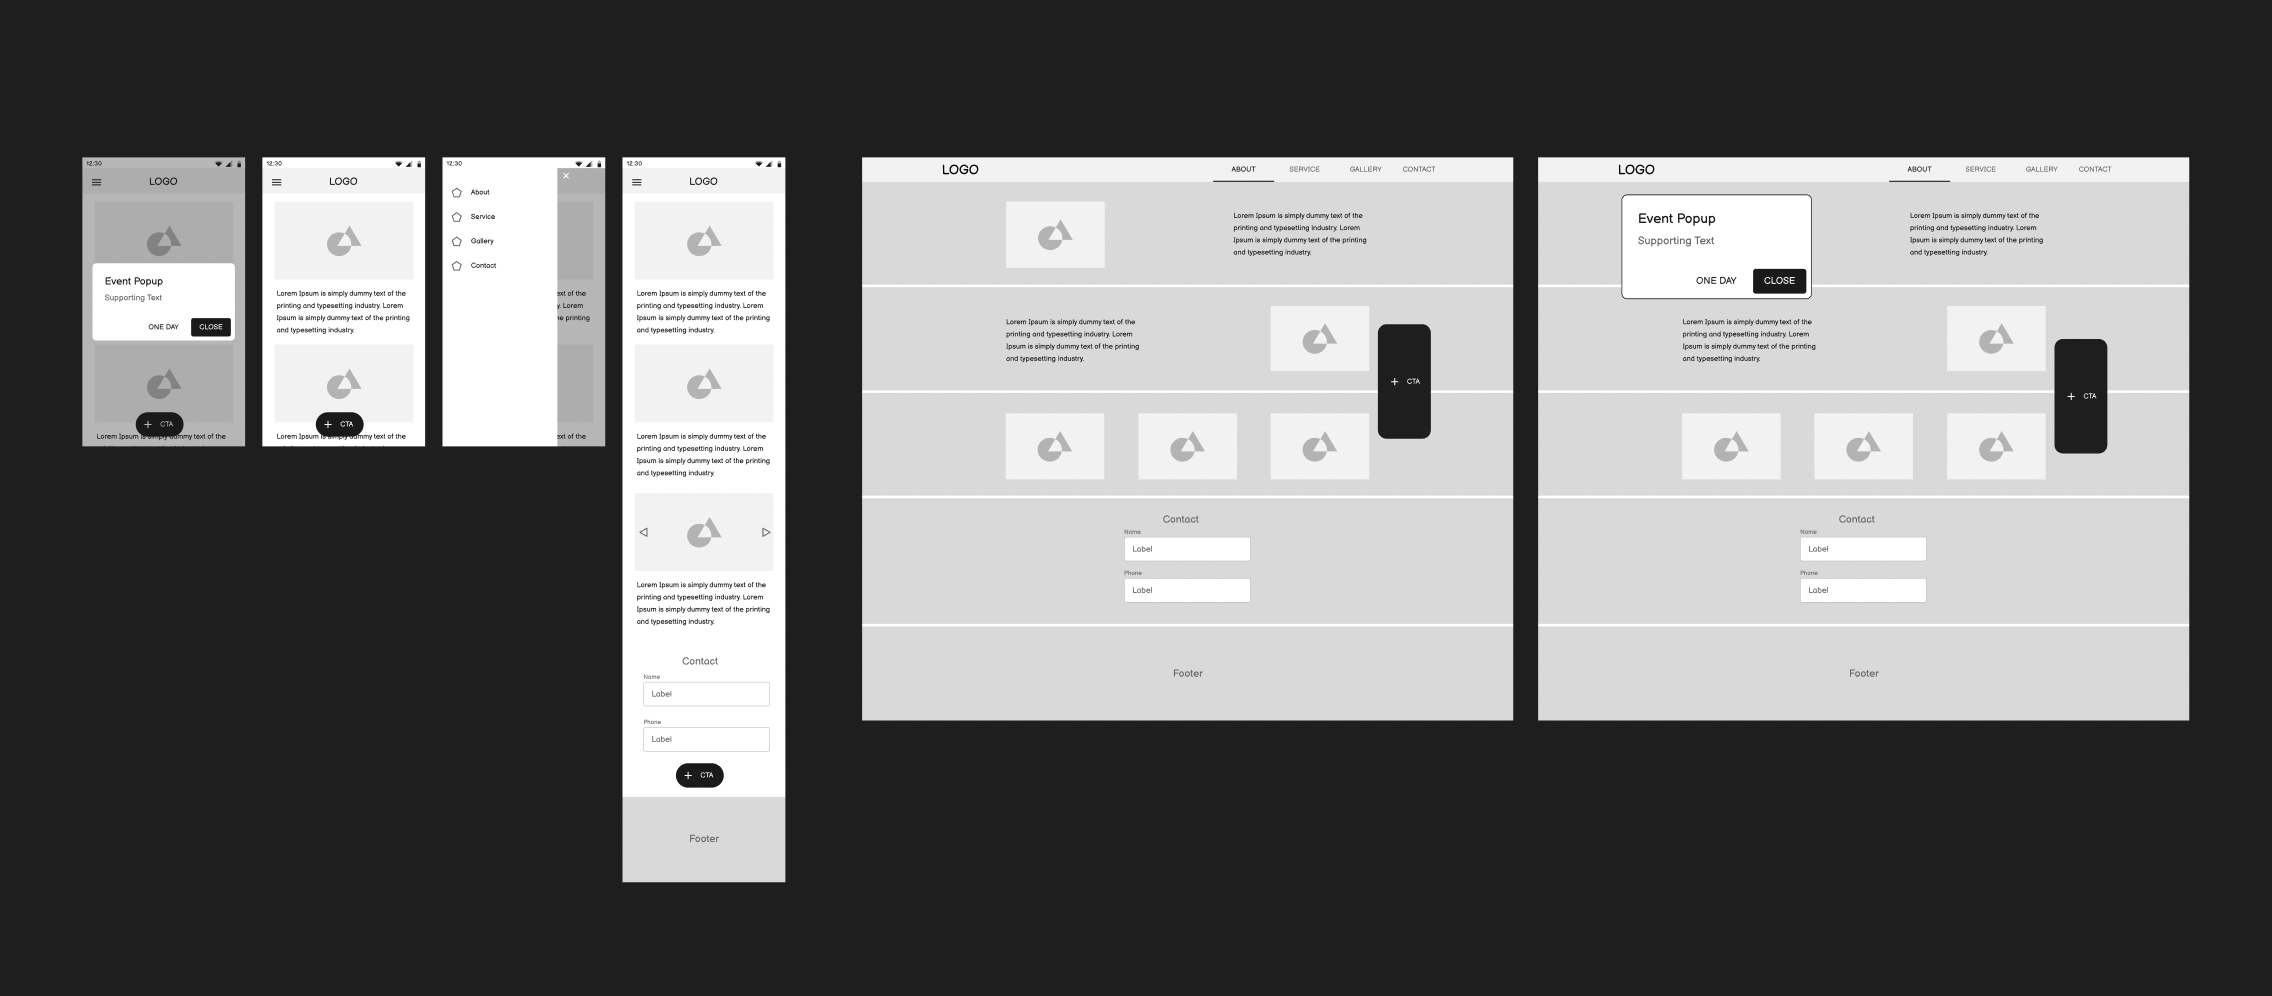 12:30
LOGO
Event Popup
Supporting Text
ONE DAY
CLOSE
+ CTA
Lorem Ipsum is simply dummy text of the
12:30
LOGO
Lorem Ipsum is simply dummy text of the
printing and typesetting industry. Lorem
Ipsum is simply dummy text of the printing
and typesetting industry.
+ CTA
Lorem Ipsum is simply dummy text of the
12:30
About
Service
Gallery
Contact
ext of the
y. Lorem
he printing
ext of the
12:30
LOGO
Lorem Ipsum is simply dummy text of the
printing and typesetting industry. Lorem
Ipsum is simply dummy text of the printing
and typesetting industry.
Lorem Ipsum is simply dummy text of the
printing and typesetting industry. Lorem
Ipsum is simply dummy text of the printing
and typesetting industry.
Lorem Ipsum is simply dummy text of the
printing and typesetting industry. Lorem
Ipsum is simply dummy text of the printing
and typesetting industry.
Contact
Name
Label
Phone
Label
+ CTA
Footer
LOGO
ABOUT
SERVICE
GALLERY
CONTACT
Lorem Ipsum is simply dummy text of the
printing and typesetting industry. Lorem
Ipsum is simply dummy text of the printing
and typesetting industry.
Lorem Ipsum is simply dummy text of the
printing and typesetting industry. Lorem
Ipsum is simply dummy text of the printing
and typesetting industry.
+ CTA
Contact
Name
Label
Phone
Label
Footer
LOGO
ABOUT
SERVICE
GALLERY
CONTACT
Event Popup
Supporting Text
ONE DAY
CLOSE
Lorem Ipsum is simply dummy text of the
printing and typesetting industry. Lorem
Ipsum is simply dummy text of the printing
and typesetting industry.
Lorem Ipsum is simply dummy text of the
printing and typesetting industry. Lorem
Ipsum is simply dummy text of the printing
and typesetting industry.
+ CTA
Contact
Name
Label
Phone
Label
Footer